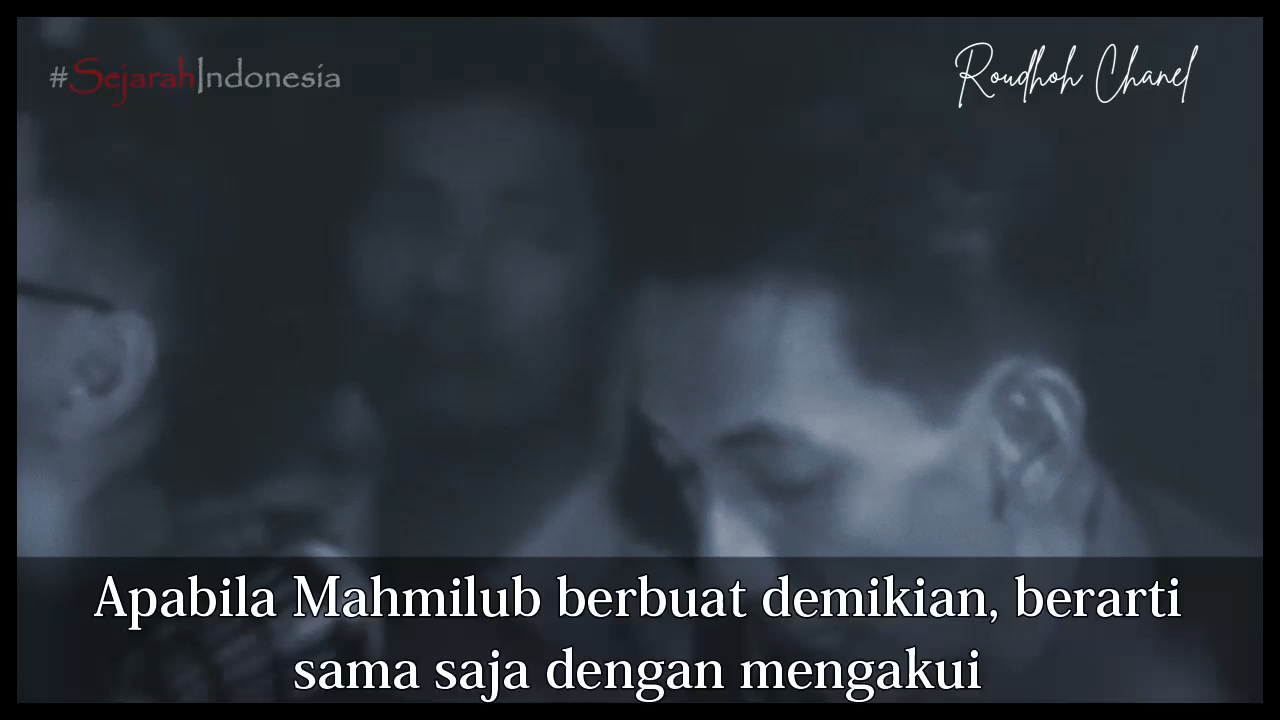 #SejarahIndonesia
Roudhoh Chanel
Apabila Mahmilub berbuat demikian, berarti
sama saja dengan mengakui